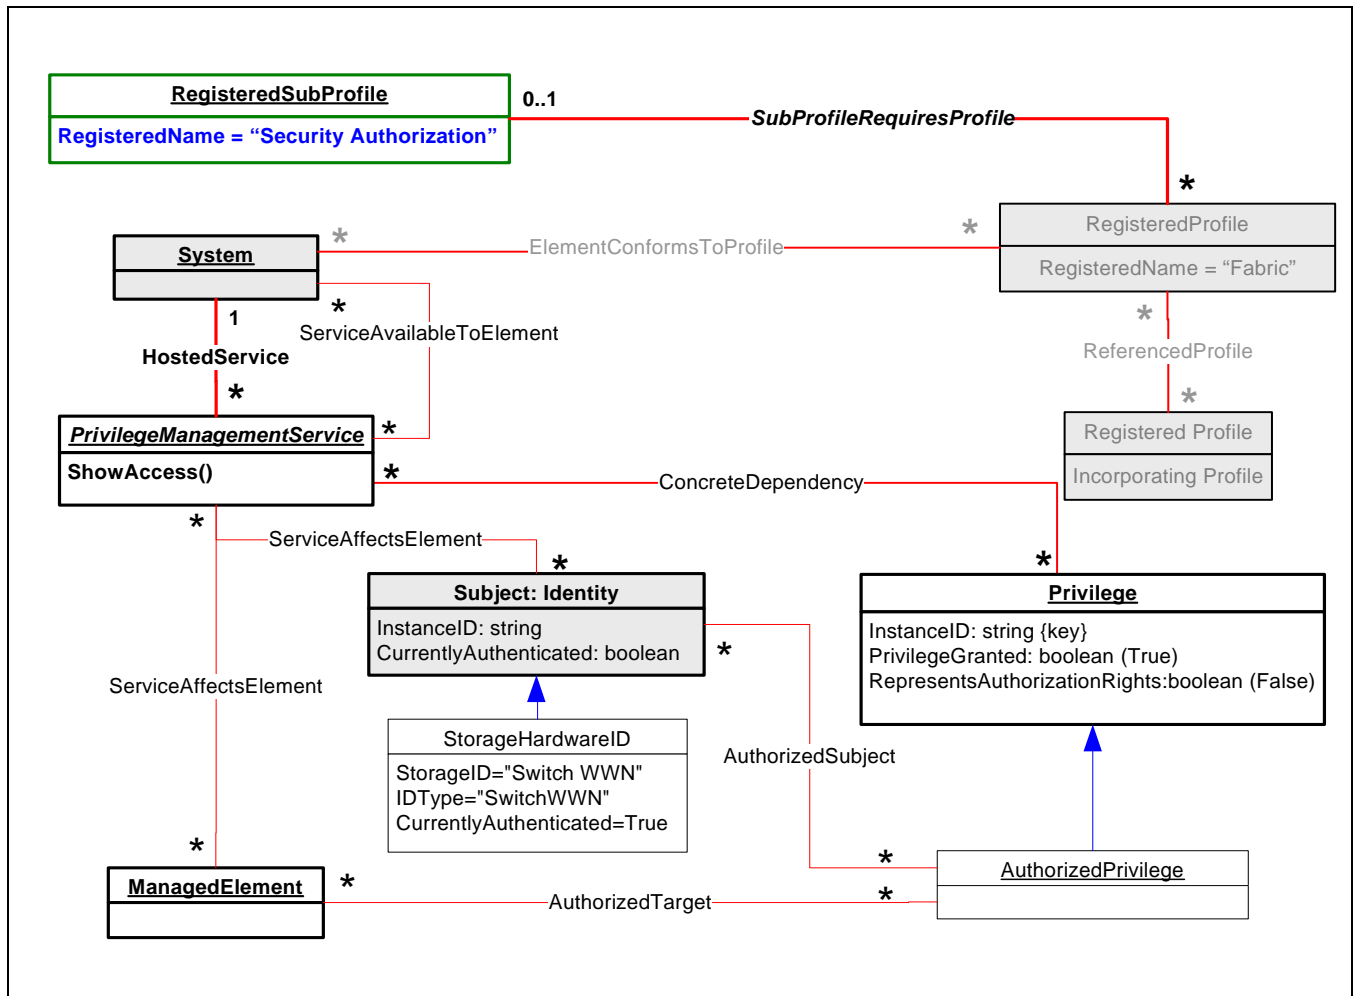 RegisteredSubProfile
RegisteredName = “Security Authorization”
0..1
SubProfileRequiresProfile
*
RegisteredProfile
RegisteredName = “Fabric”
*
ElementConformsToProfile
*
System
*
ServiceAvailableToElement
1
HostedService
*
*
ReferencedProfile
*
Registered Profile
Incorporating Profile
PrivilegeManagementService
ShowAccess()
*
*
ConcreteDependency
*
*
ServiceAffectsElement
*
Subject: Identity
InstanceID: string
CurrentlyAuthenticated: boolean
*
Privilege
InstanceID: string {key}
PrivilegeGranted: boolean (True)
RepresentsAuthorizationRights:boolean (False)
ServiceAffectsElement
StorageHardwareID
StorageID="Switch WWN"
IDType="SwitchWWN"
CurrentlyAuthenticated=True
AuthorizedSubject
*
*
ManagedElement
*
AuthorizedTarget
*
AuthorizedPrivilege